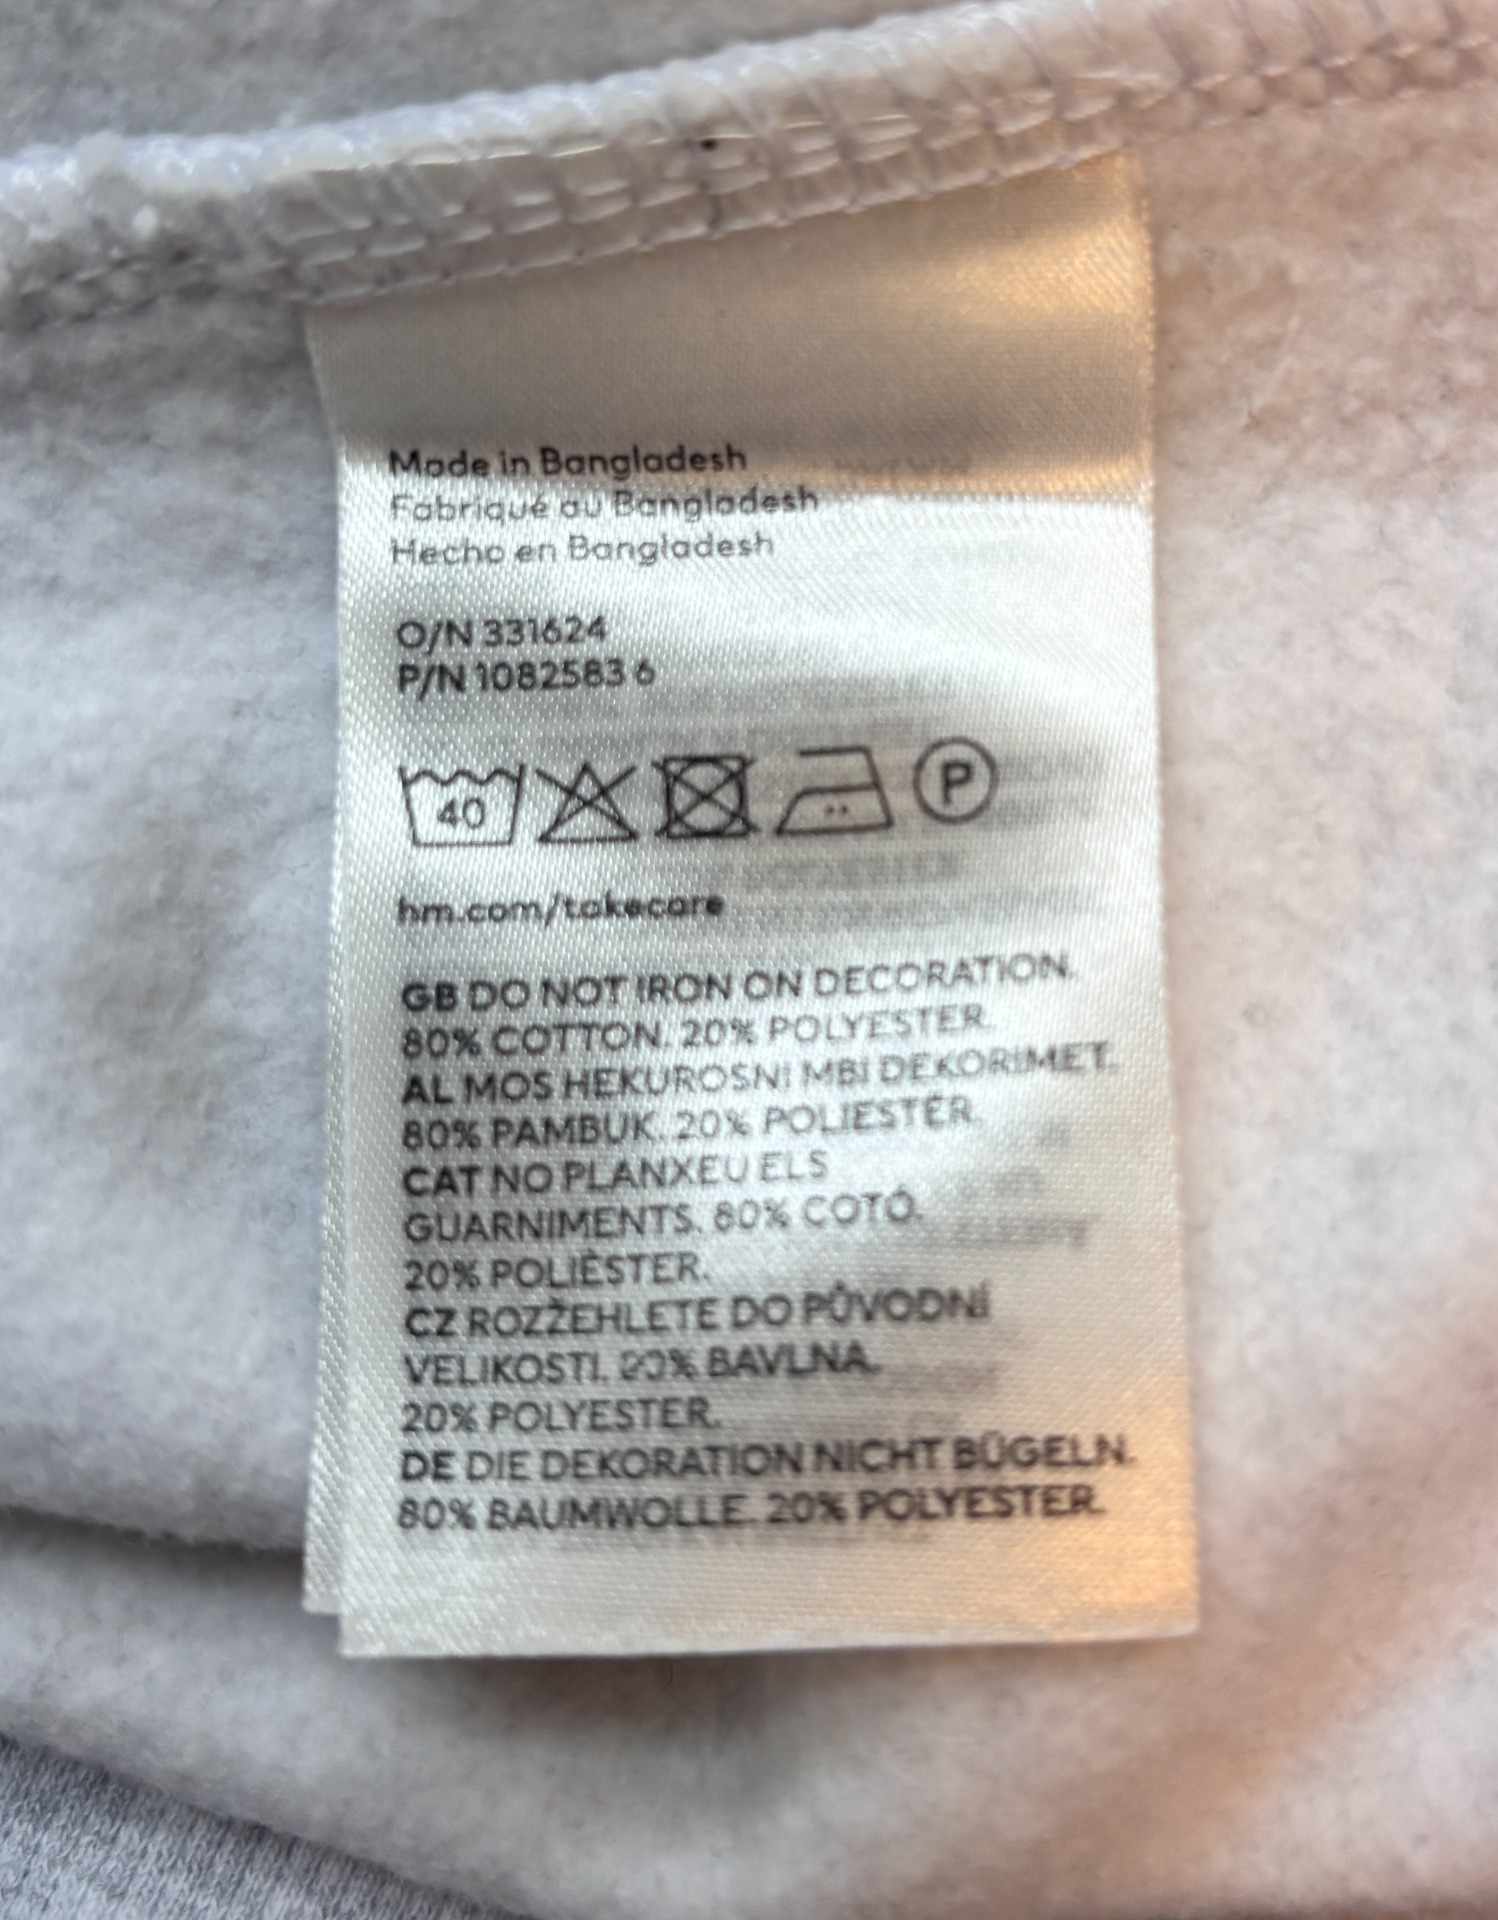 Made in Bangladesh
Fabriqué au Bangladesh
Hecho en Bangladesh
O/N 331624
P/N 1082583 6
40
P
hm.com/takecare
GB DO NOT IRON ON DECORATION.
80% COTTON. 20% POLYESTER.
AL MOS HEKUROSNI MBI DEKORIMET.
80% PAMBUK. 20% POLIESTËR.
CAT NO PLANXEU ELS
GUARNIMENTS. 80% COTÓ.
20% POLIÈSTER.
CZ ROZŽEHLETE DO PŮVODNÍ
VELIKOSTI. 80% BAVLNA.
20% POLYESTER.
DE DIE DEKORATION NICHT BÜGELN.
80% BAUMWOLLE. 20% POLYESTER.